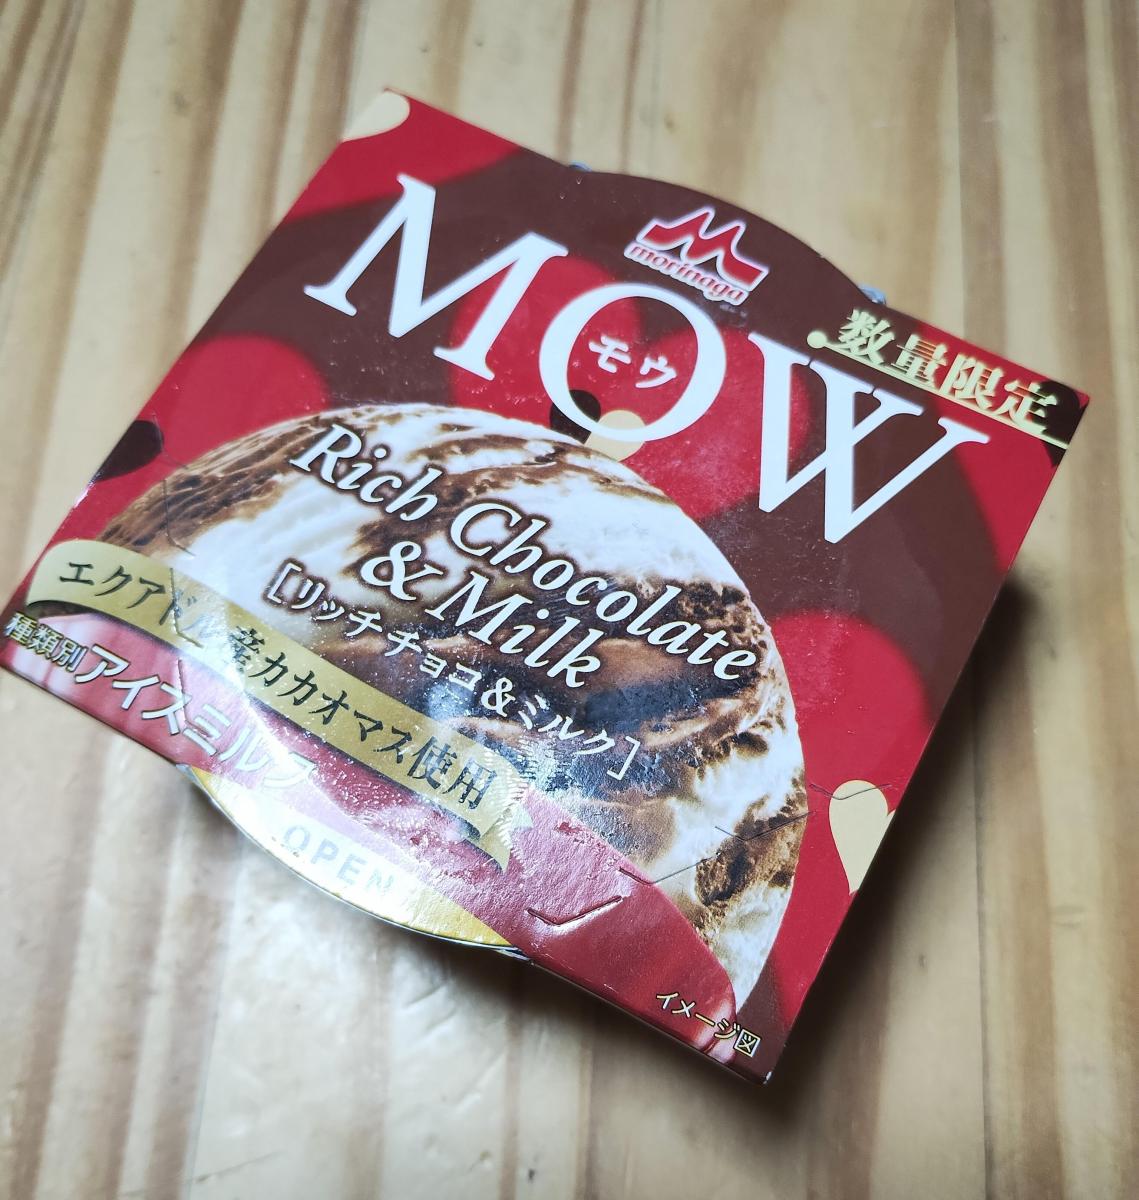 morinaga
MOW
モゥ
数量限定
Rich Chocolate
& Milk
[リッチチョコ&ミルク]
エクアドル産カカオマス使用
種類別アイスミルク
OPEN
イメージ図